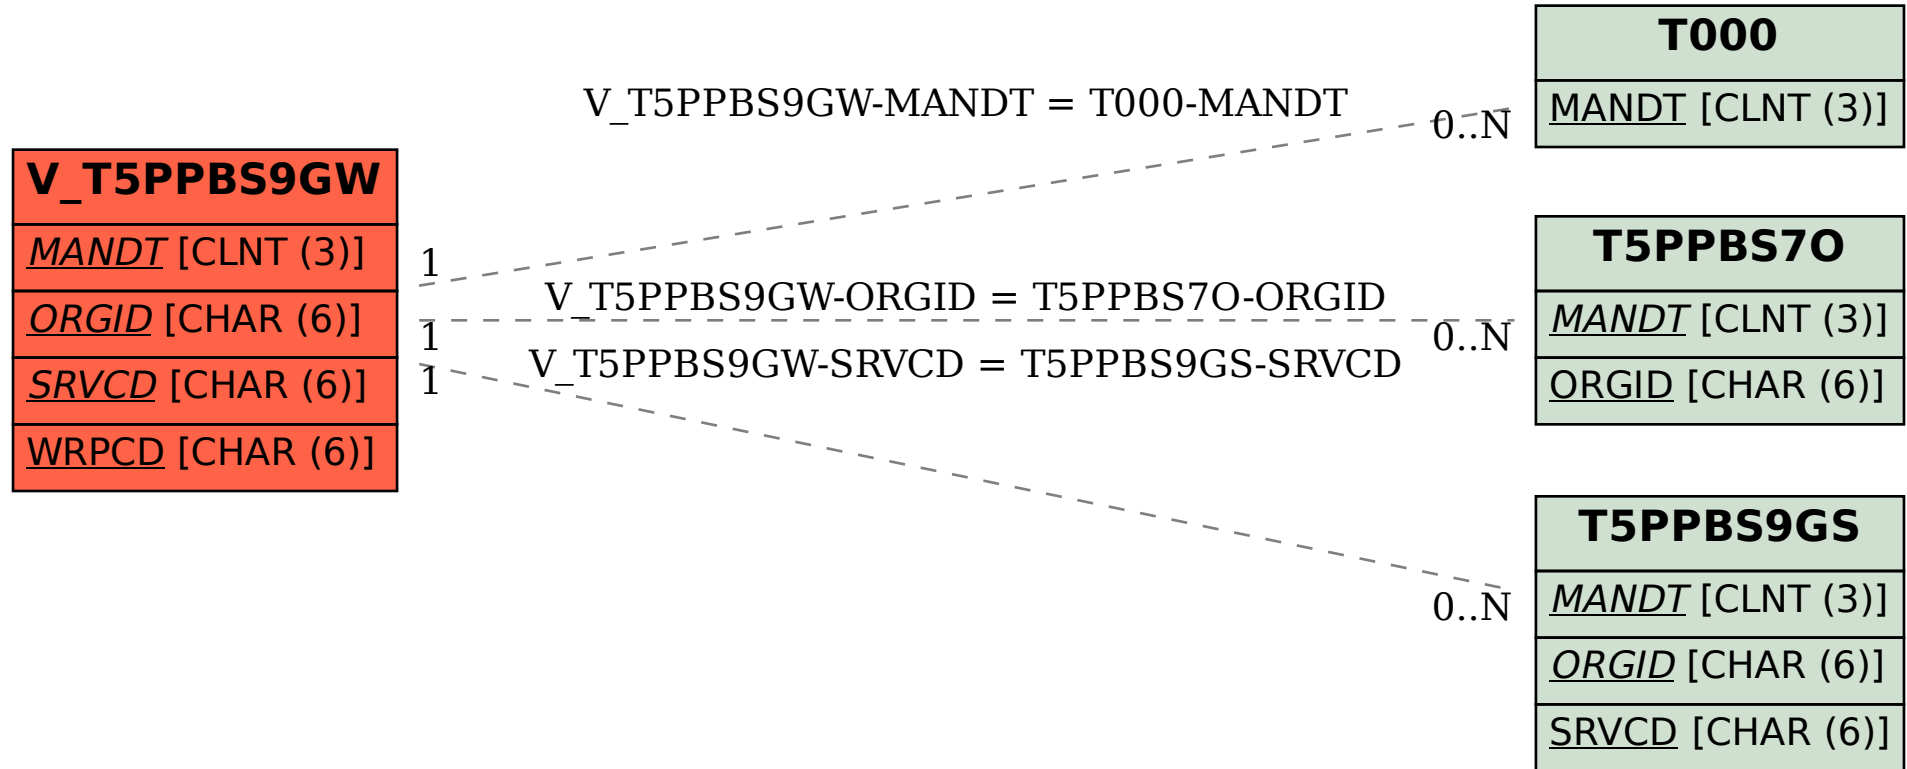 V_T5PPBS9GW
MANDT [CLNT (3)]
ORGID [CHAR (6)]
SRVCD [CHAR (6)]
WRPCD [CHAR (6)]
V_T5PPBS9GW-MANDT = T000-MANDT
1
0..N
V_T5PPBS9GW-ORGID = T5PPBS7O-ORGID
1
0..N
V_T5PPBS9GW-SRVCD = T5PPBS9GS-SRVCD
1
0..N
T000
MANDT [CLNT (3)]
T5PPBS7O
MANDT [CLNT (3)]
ORGID [CHAR (6)]
T5PPBS9GS
MANDT [CLNT (3)]
ORGID [CHAR (6)]
SRVCD [CHAR (6)]